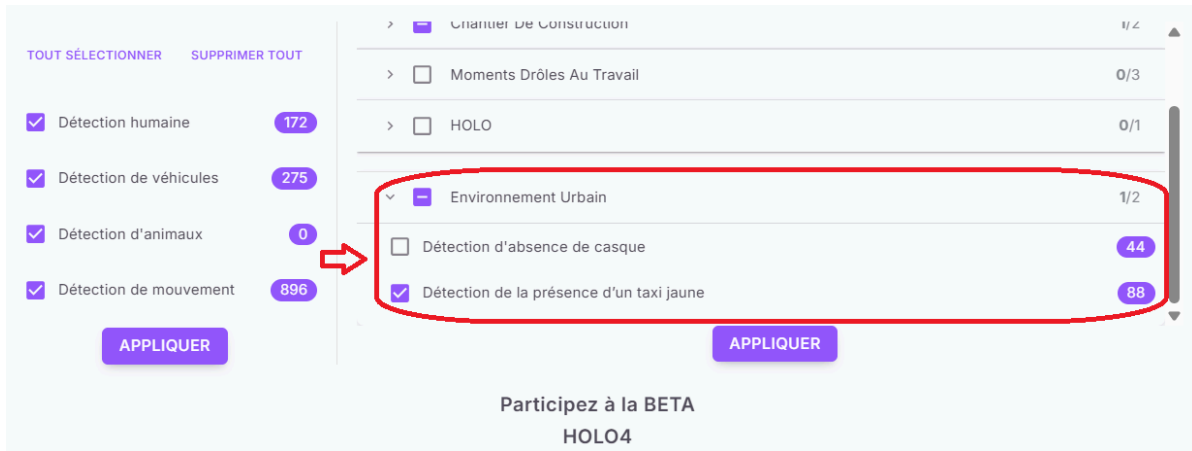 Chantier De Construction 1/2
TOUT SÉLECTIONNER SUPPRIMER TOUT
Moments Drôles Au Travail 0/3
Détection humaine 172
HOLO 0/1
Détection de véhicules 275
Environnement Urbain 1/2
Détection d'animaux 0
Détection d'absence de casque 44
Détection de mouvement 896
Détection de la présence d’un taxi jaune 88
APPLIQUER
APPLIQUER
Participez à la BETA
HOLO4